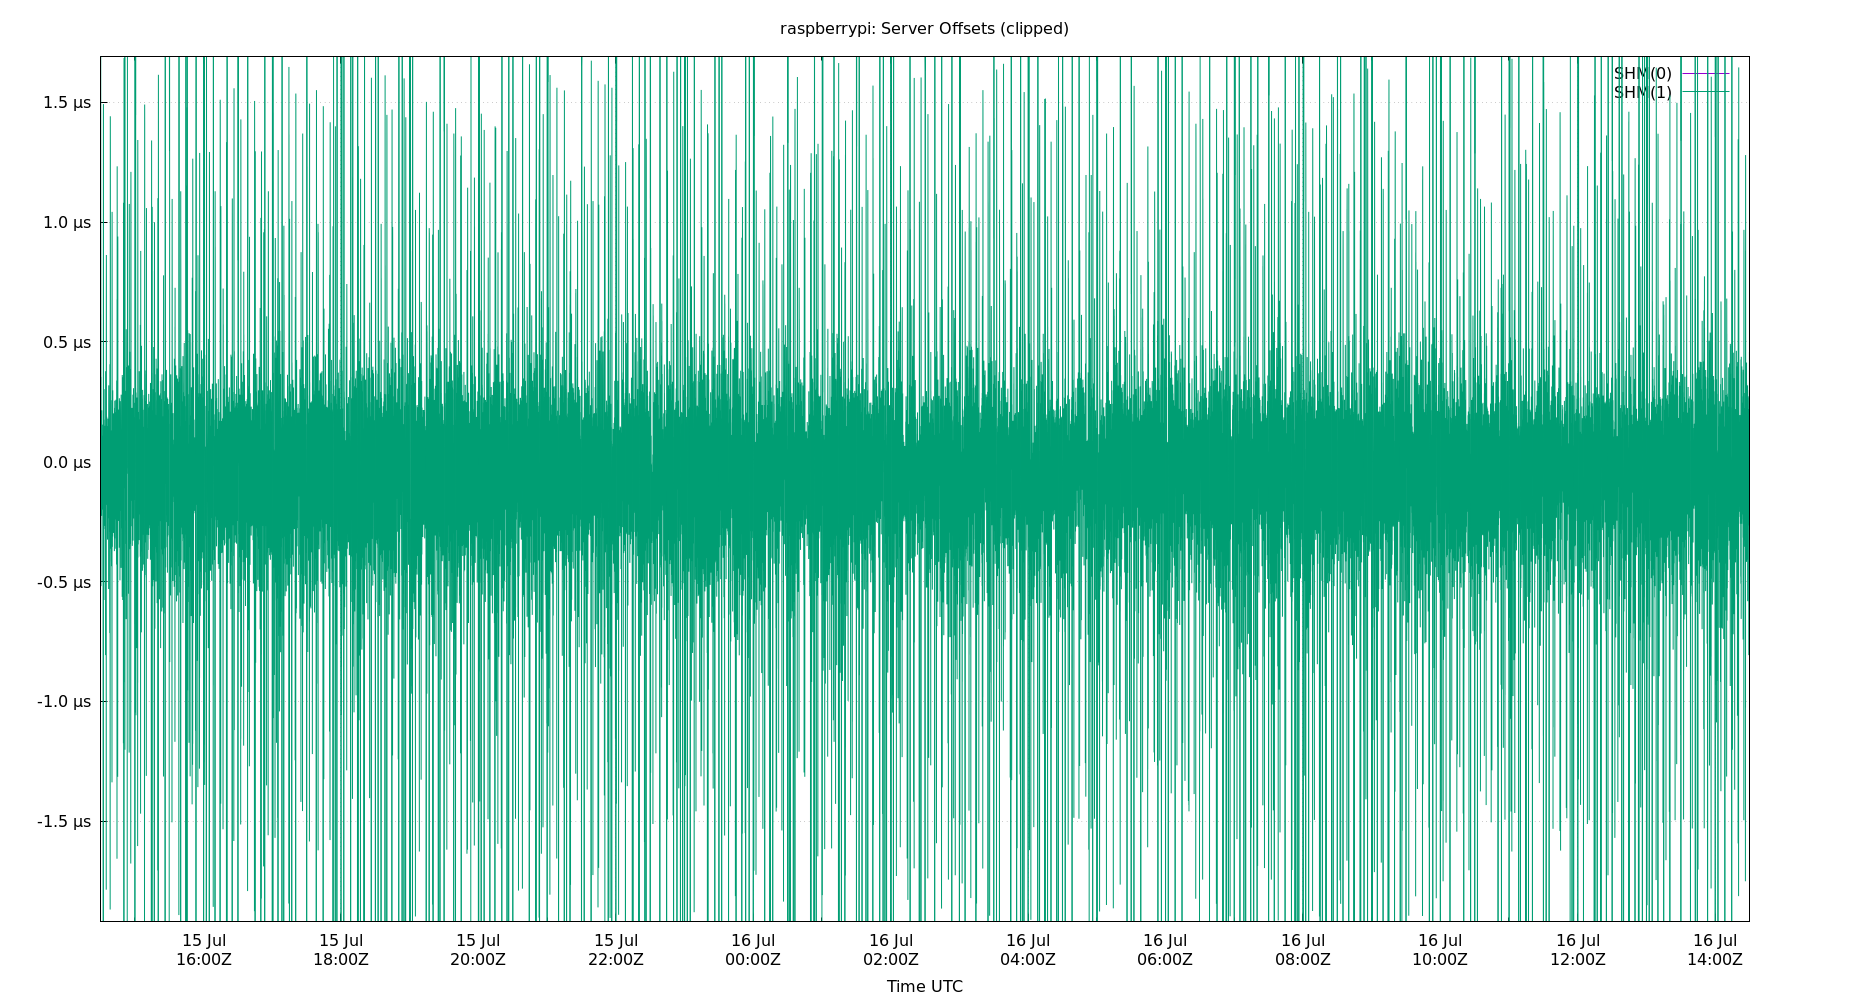 raspberrypi: Server Offsets (clipped)
SHM(0)
SHM(1)
1.5 µs
1.0 µs
0.5 µs
0.0 µs
-0.5 µs
-1.0 µs
-1.5 µs
15 Jul 15 Jul 15 Jul 15 Jul 16 Jul 16 Jul 16 Jul 16 Jul 16 Jul 16 Jul 16 Jul 16 Jul
16:00Z 18:00Z 20:00Z 22:00Z 00:00Z 02:00Z 04:00Z 06:00Z 08:00Z 10:00Z 12:00Z 14:00Z
Time UTC